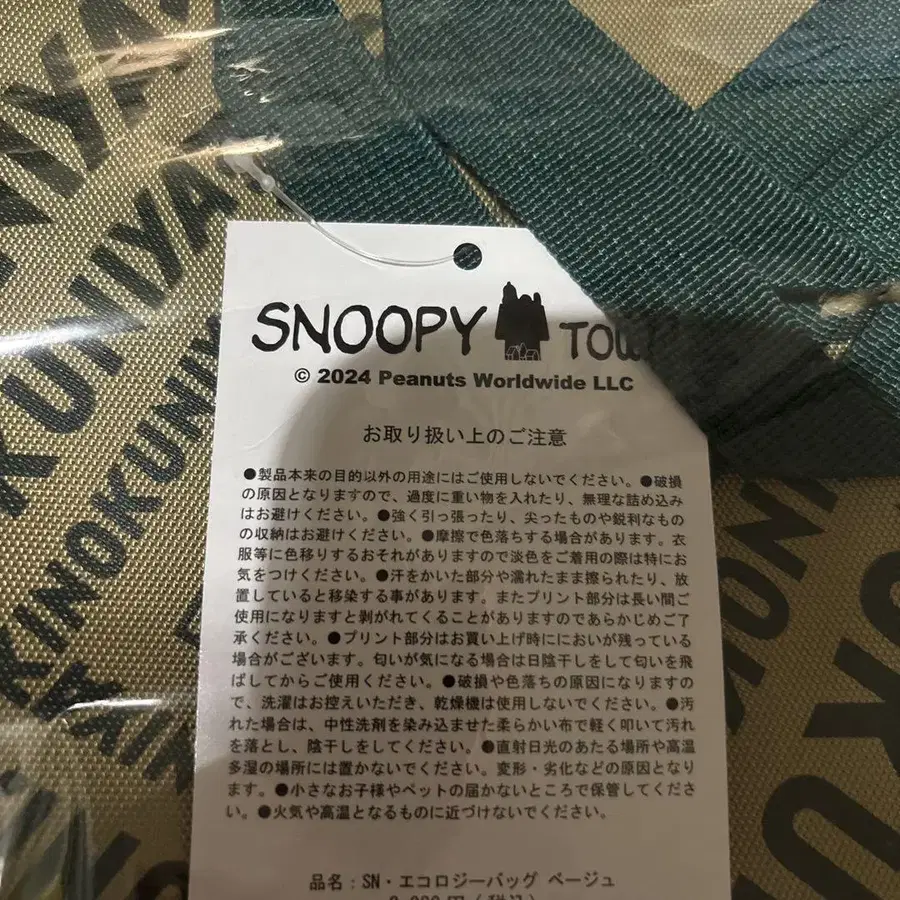 SNOOPY TOW
© 2024 Peanuts Worldwide LLC
お取り扱い上のご注意
●製品本来の目的以外の用途にはご使用しないでください。●破損
の原因となりますので、過度に重い物を入れたり、無理な詰め込み
はお避けください。●強く引っ張ったり、尖ったものや鋭利なもの
の収納はお避けください。●摩擦で色落ちする場合があります。衣
服等に色移りするおそれがありますので淡色をご着用の際は特にお
気をつけください。●汗をかいた部分や濡れたまま擦られたり、放
置していると移染する事があります。またプリント部分は長い間ご
使用になりますと剥がれてくることがありますのであらかじめご了
承ください。●プリント部分はお買い上げ時ににおいが残っている
場合がございます。匂いが気になる場合は日陰干しをして匂いを飛
ばしてからご使用ください。●破損や色落ちの原因になりますの
で、洗濯はお控えいただき、乾燥機は使用しないでください。●汚
れた場合は、中性洗剤を染み込ませた柔らかい布で軽く叩いて汚れ
を落とし、陰干しをしてください。●直射日光のあたる場所や高温
多湿の場所には置かないでください。変形・劣化などの原因となり
ます。●小さなお子様やペットの届かないところで保管してくださ
い。●火気や高温となるものに近づけないでください。
品名：SN・エコロジーバッグ ベージュ
KINOKUNIYA
KINOKUNIYA